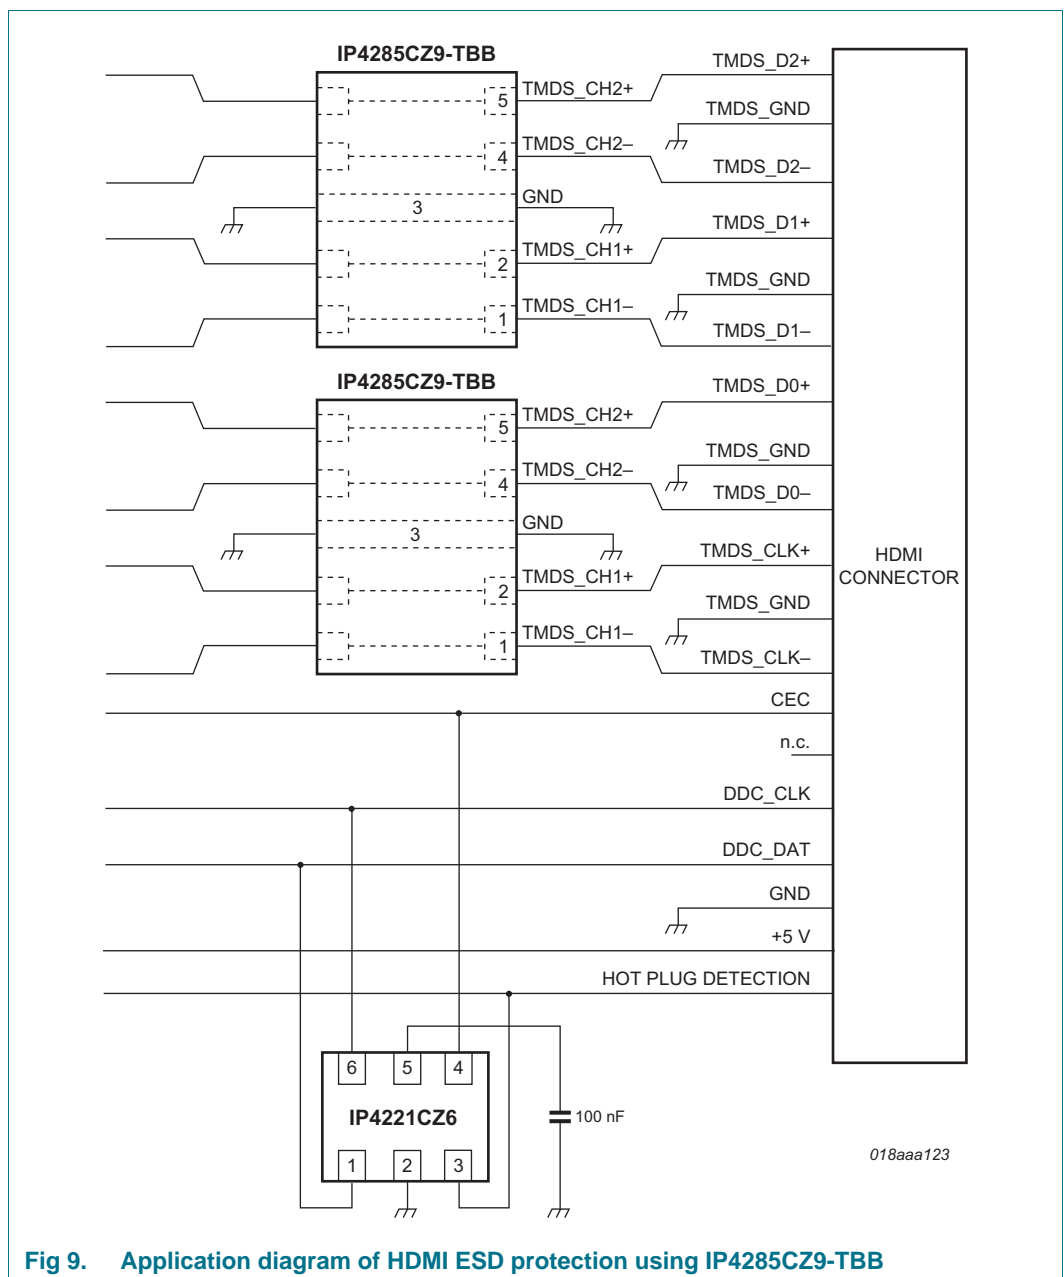 IP4285CZ9-TBB
TMDS_D2+
5
TMDS_CH2+
TMDS_GND
4
TMDS_CH2–
TMDS_D2–
3
GND
TMDS_D1+
2
TMDS_CH1+
TMDS_GND
1
TMDS_CH1–
TMDS_D1–
IP4285CZ9-TBB
TMDS_D0+
5
TMDS_CH2+
TMDS_GND
4
TMDS_CH2–
TMDS_D0–
3
GND
TMDS_CLK+
HDMI
CONNECTOR
2
TMDS_CH1+
TMDS_GND
1
TMDS_CH1–
TMDS_CLK–
CEC
n.c.
DDC_CLK
DDC_DAT
GND
+5 V
HOT PLUG DETECTION
6 5 4
IP4221CZ6
100 nF
1 2 3
018aaa123
Fig 9. Application diagram of HDMI ESD protection using IP4285CZ9-TBB